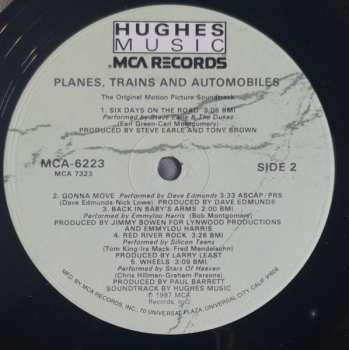 HUGHES
MUSIC
MCA RECORDS
PLANES, TRAINS AND AUTOMOBILES
The Original Motion Picture Soundtrack
1. SIX DAYS ON THE ROAD 3:06 BMI
Performed by Steve Earle & The Dukes
(Earl Green-Carl Montgomery)
PRODUCED BY STEVE EARLE AND TONY BROWN
MCA-6223
MCA 7323
SIDE 2
2. GONNA MOVE Performed by Dave Edmunds 3:33 ASCAP/PRS
(Dave Edmunds-Nick Lowe) PRODUCED BY DAVE EDMUNDS
3. BACK IN BABY'S ARMS 2:00 BMI
Performed by Emmylou Harris (Bob Montgomery)
PRODUCED BY JIMMY BOWEN FOR LYNWOOD PRODUCTIONS
AND EMMYLOU HARRIS
4. RED RIVER ROCK 3:26 BMI
Performed by Silicon Teens
(Tom King-Ira Mack-Fred Mendelsohn)
PRODUCED BY LARRY LEAST
5. WHEELS 3:09 BMI
Performed by Stars Of Heaven
(Chris Hillman-Graham Parsons)
PRODUCED BY PAUL BARRETT
SOUNDTRACK BY HUGHES MUSIC
℗ 1987 MCA
Records, Inc.
MFD. BY MCA RECORDS, INC., 70 UNIVERSAL PLAZA, UNIVERSAL CITY, CALIF.